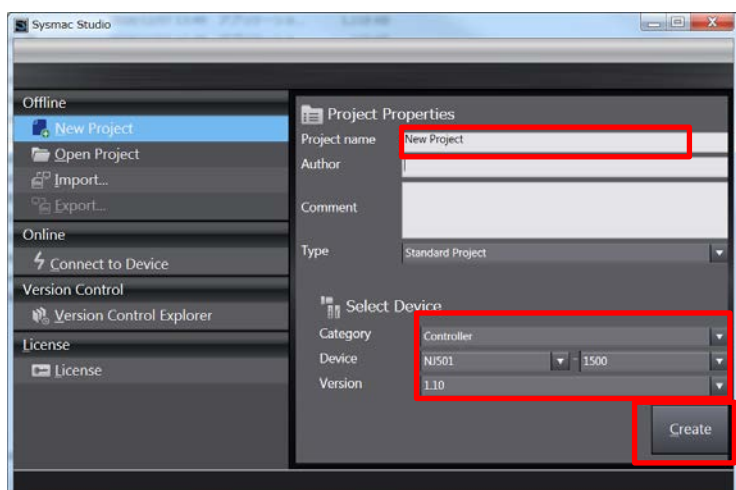 Sysmac Studio
Offline
New Project
Open Project
Import...
Export...
Online
Connect to Device
Version Control
Version Control Explorer
License
License
Project Properties
Project name New Project
Author
Comment
Type Standard Project
Select Device
Category Controller
Device NJ501 - 1500
Version 1.10
Create